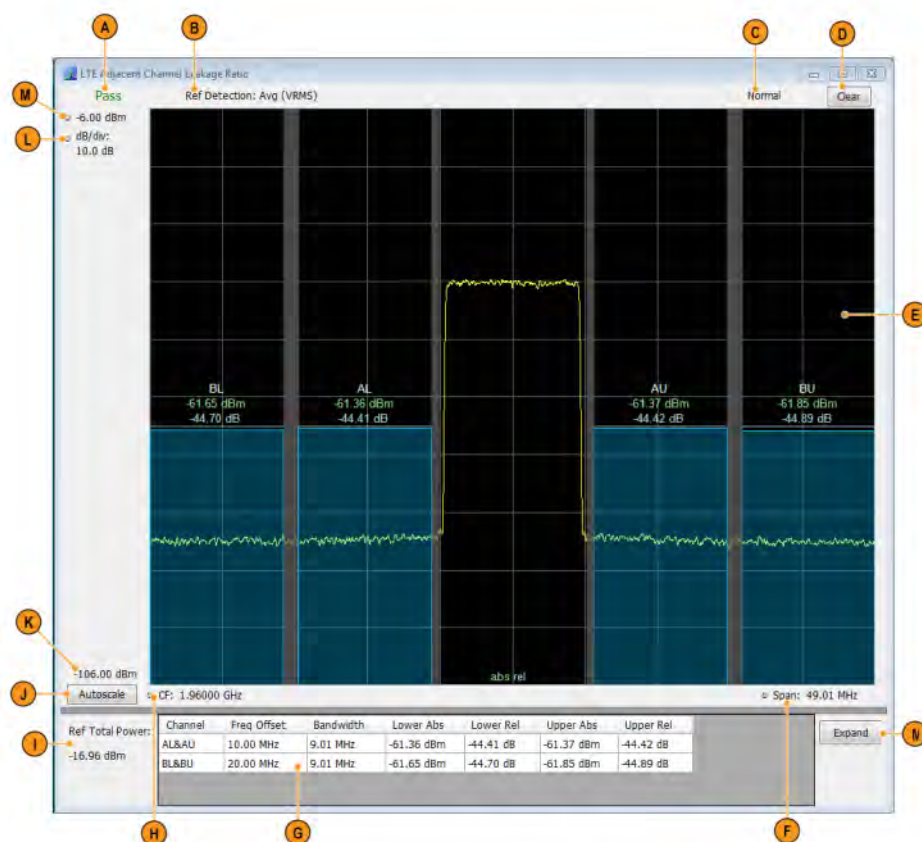 A
B
C
D
LTE Adjacent Channel Leakage Ratio
Pass
Ref Detection: Avg (VRMS)
Normal
Clear
M
-6.00 dBm
L
dB/div:
10.0 dB
E
BL
-61.65 dBm
-44.70 dB
AL
-61.36 dBm
-44.41 dB
AU
-61.37 dBm
-44.42 dB
BU
-61.85 dBm
-44.89 dB
K
-106.00 dBm
abs rel
J
Autoscale
CF: 1.96000 GHz
Span: 49.01 MHz
Ref Total Power:
I
-16.96 dBm
Channel Freq Offset Bandwidth Lower Abs Lower Rel Upper Abs Upper Rel
AL&AU 10.00 MHz 9.01 MHz -61.36 dBm -44.41 dB -61.37 dBm -44.42 dB
BL&BU 20.00 MHz 9.01 MHz -61.65 dBm -44.70 dB -61.85 dBm -44.89 dB
Expand
N
H
G
F